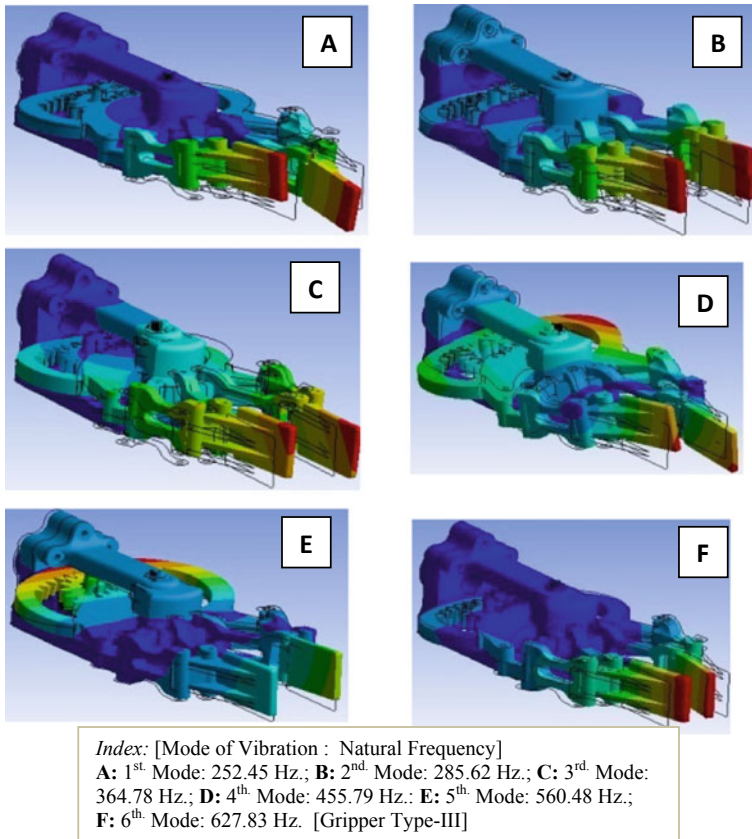 A
B
C
D
E
F
Index: [Mode of Vibration : Natural Frequency]
A: 1st. Mode: 252.45 Hz.; B: 2nd. Mode: 285.62 Hz.; C: 3rd. Mode:
364.78 Hz.; D: 4th. Mode: 455.79 Hz.: E: 5th. Mode: 560.48 Hz.;
F: 6th. Mode: 627.83 Hz. [Gripper Type-III]